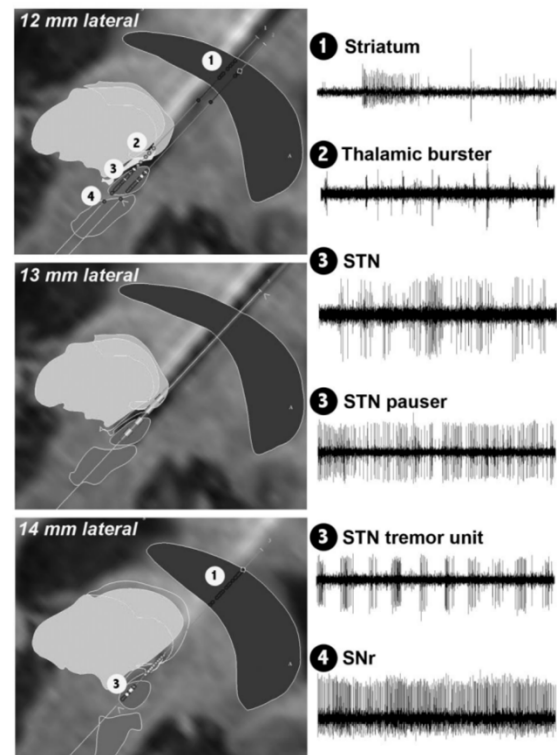 12 mm lateral
1
2
3
4
13 mm lateral
14 mm lateral
1
3
1 Striatum
2 Thalamic burster
3 STN
3 STN pauser
3 STN tremor unit
4 SNr